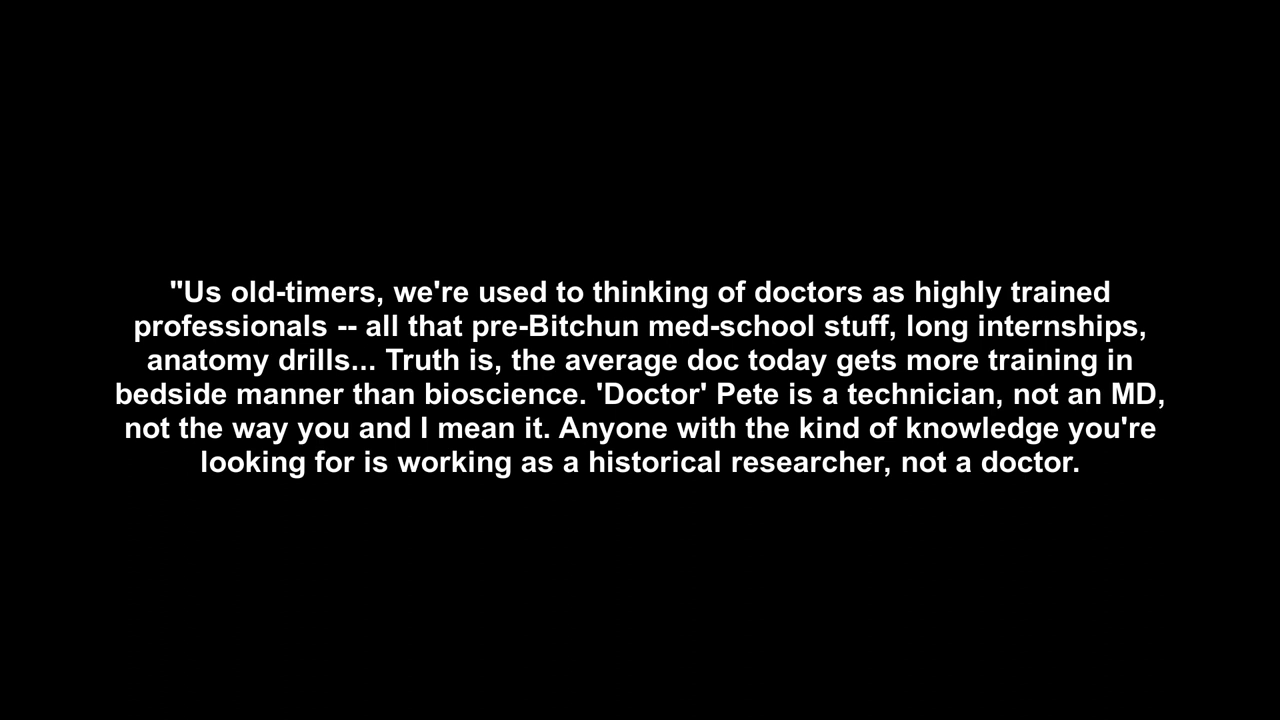 "Us old-timers, we're used to thinking of doctors as highly trained
professionals -- all that pre-Bitchun med-school stuff, long internships,
anatomy drills... Truth is, the average doc today gets more training in
bedside manner than bioscience. 'Doctor' Pete is a technician, not an MD,
not the way you and I mean it. Anyone with the kind of knowledge you're
looking for is working as a historical researcher, not a doctor.